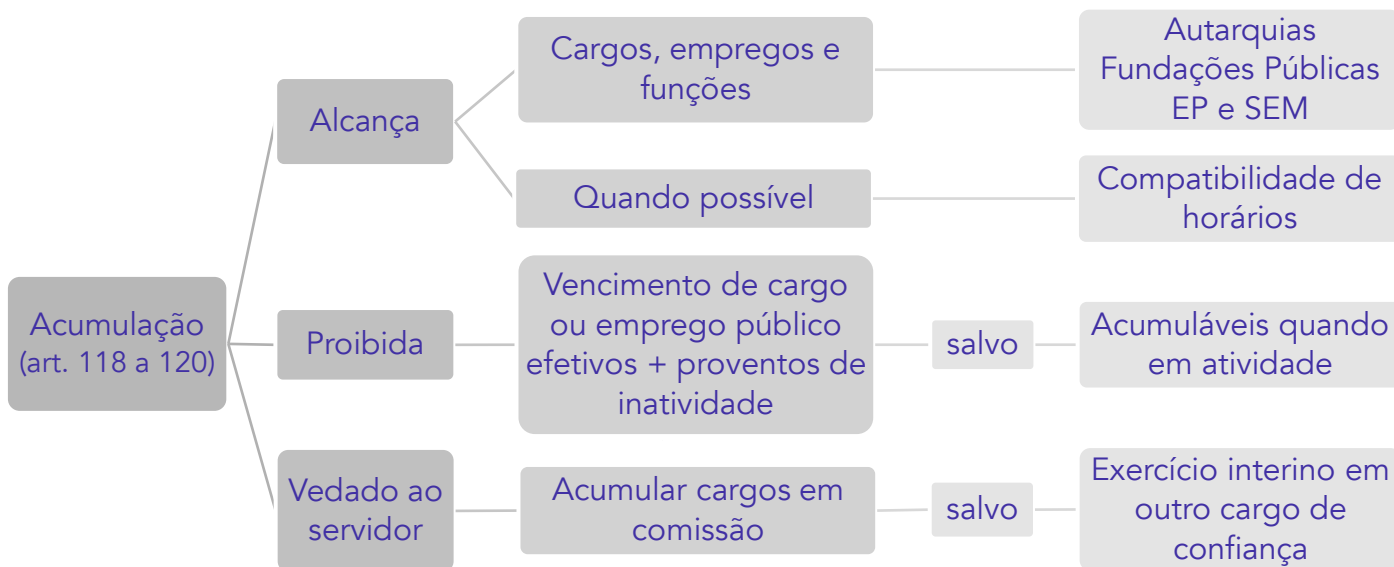 Acumulação
(art. 118 a 120)
Alcança
Cargos, empregos e
funções
Autarquias
Fundações Públicas
EP e SEM
Quando possível
Compatibilidade de
horários
Proibida
Vencimento de cargo
ou emprego público
efetivos + proventos de
inatividade
salvo
Acumuláveis quando
em atividade
Vedado ao
servidor
Acumular cargos em
comissão
salvo
Exercício interino em
outro cargo de
confiança